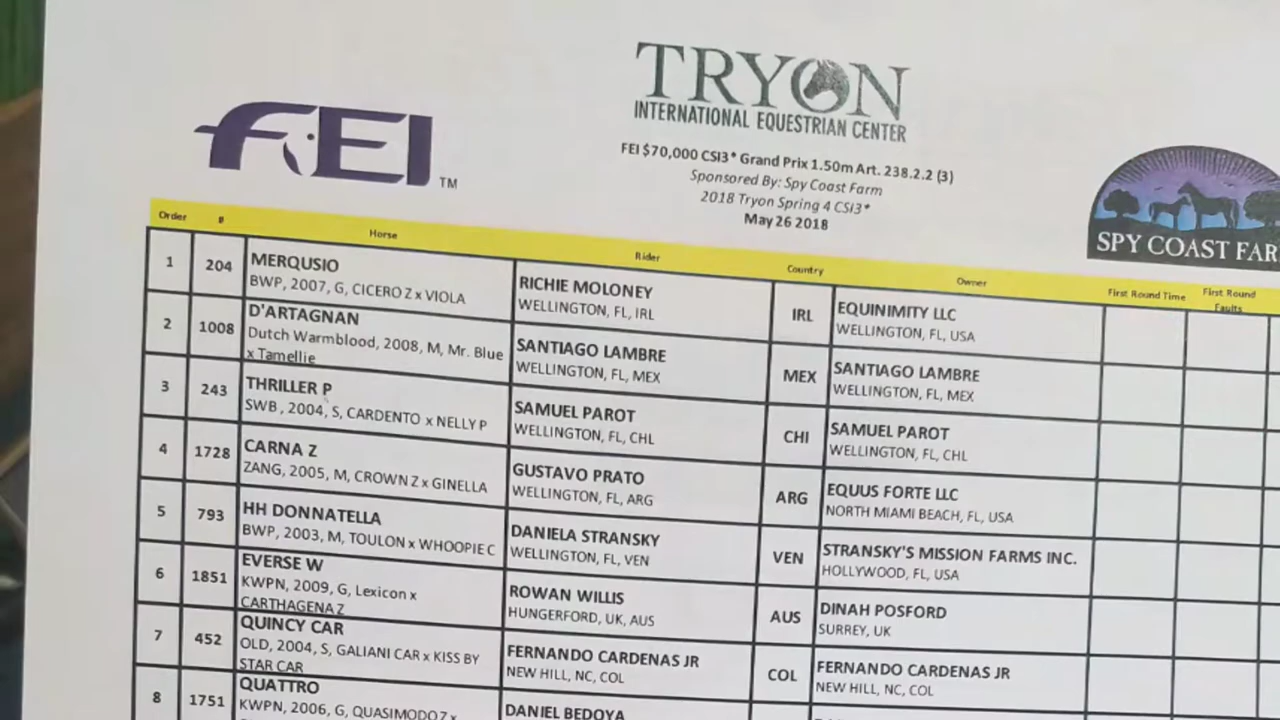 TRYON
INTERNATIONAL EQUESTRIAN CENTER
FEI™
FEI $70,000 CSI3* Grand Prix 1.50m Art. 238.2.2 (3)
Sponsored By: Spy Coast Farm
2018 Tryon Spring 4 CSI3*
May 26 2018
SPY COAST FAR
Order # Horse Rider Country Owner First Round Time First Round
Faults
1 204 MERQUSIO RICHIE MOLONEY IRL EQUINIMITY LLC
BWP, 2007, G, CICERO Z x VIOLA WELLINGTON, FL, IRL WELLINGTON, FL, USA
2 1008 D'ARTAGNAN SANTIAGO LAMBRE MEX SANTIAGO LAMBRE
Dutch Warmblood, 2008, M, Mr. Blue WELLINGTON, FL, MEX WELLINGTON, FL, MEX
x Tamellie
3 243 THRILLER P SAMUEL PAROT CHI SAMUEL PAROT
SWB , 2004, S, CARDENTO x NELLY P WELLINGTON, FL, CHL WELLINGTON, FL, CHL
4 1728 CARNA Z GUSTAVO PRATO ARG EQUUS FORTE LLC
ZANG, 2005, M, CROWN Z x GINELLA WELLINGTON, FL, ARG NORTH MIAMI BEACH, FL, USA
5 793 HH DONNATELLA DANIELA STRANSKY VEN STRANSKY'S MISSION FARMS INC.
BWP, 2003, M, TOULON x WHOOPIE C WELLINGTON, FL, VEN HOLLYWOOD, FL, USA
6 1851 EVERSE W ROWAN WILLIS AUS DINAH POSFORD
KWPN, 2009, G, Lexicon x HUNGERFORD, UK, AUS SURREY, UK
CARTHAGENA Z
7 452 QUINCY CAR FERNANDO CARDENAS JR COL FERNANDO CARDENAS JR
OLD, 2004, S, GALIANI CAR x KISS BY NEW HILL, NC, COL NEW HILL, NC, COL
STAR CAR
8 1751 QUATTRO DANIEL BEDOYA
KWPN, 2006, G, QUASIMODO Z x